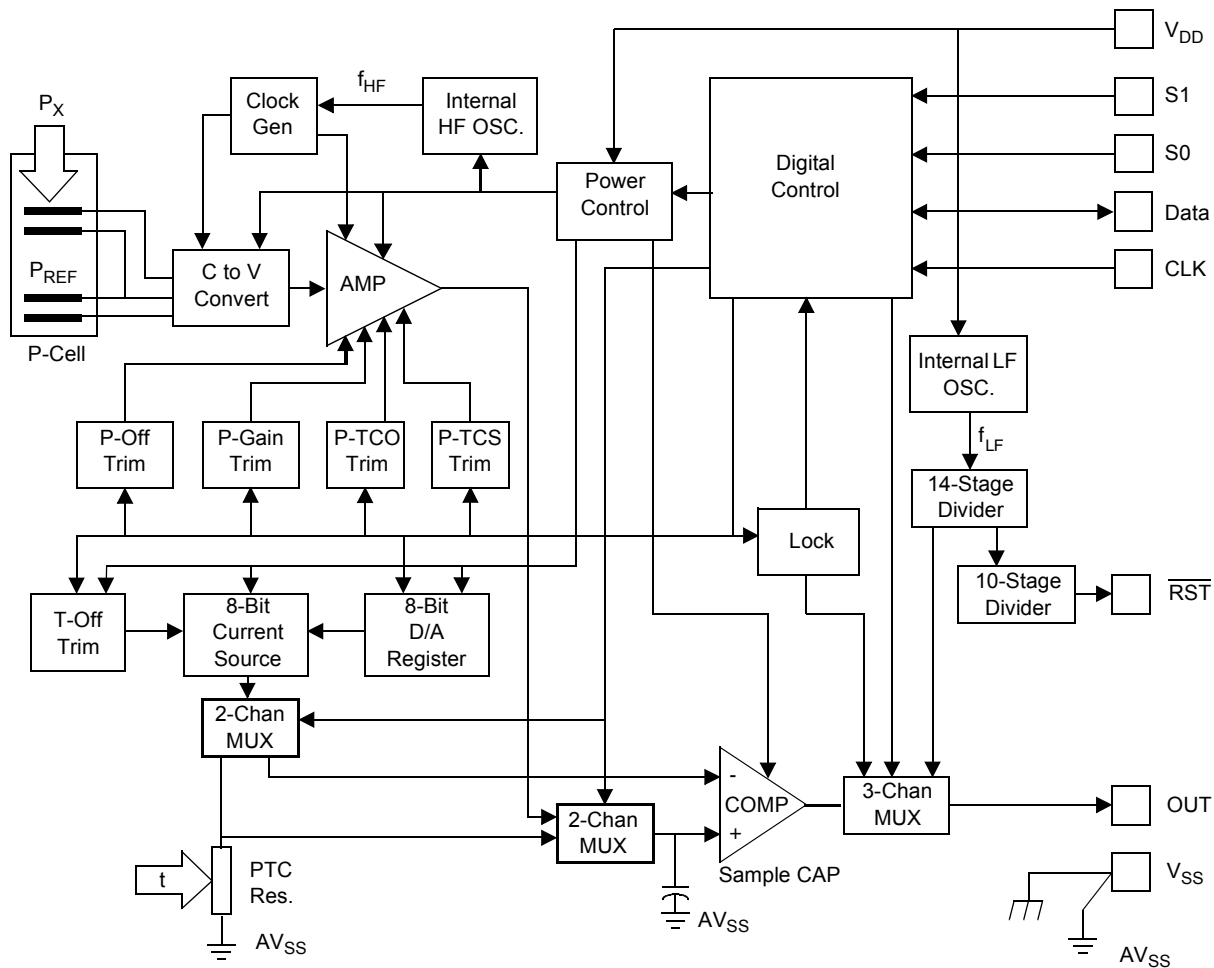 V_DD
f_HF
Clock
Gen
Internal
HF OSC.
S1
P_X
S0
Power
Control
Digital
Control
Data
P_REF
C to V
Convert
AMP
CLK
P-Cell
Internal LF
OSC.
f_LF
P-Off
Trim
P-Gain
Trim
P-TCO
Trim
P-TCS
Trim
14-Stage
Divider
Lock
10-Stage
Divider
RST
T-Off
Trim
8-Bit
Current
Source
8-Bit
D/A
Register
2-Chan
MUX
-
COMP
+
3-Chan
MUX
OUT
2-Chan
MUX
Sample CAP
V_SS
t
PTC
Res.
AV_SS
AV_SS
AV_SS